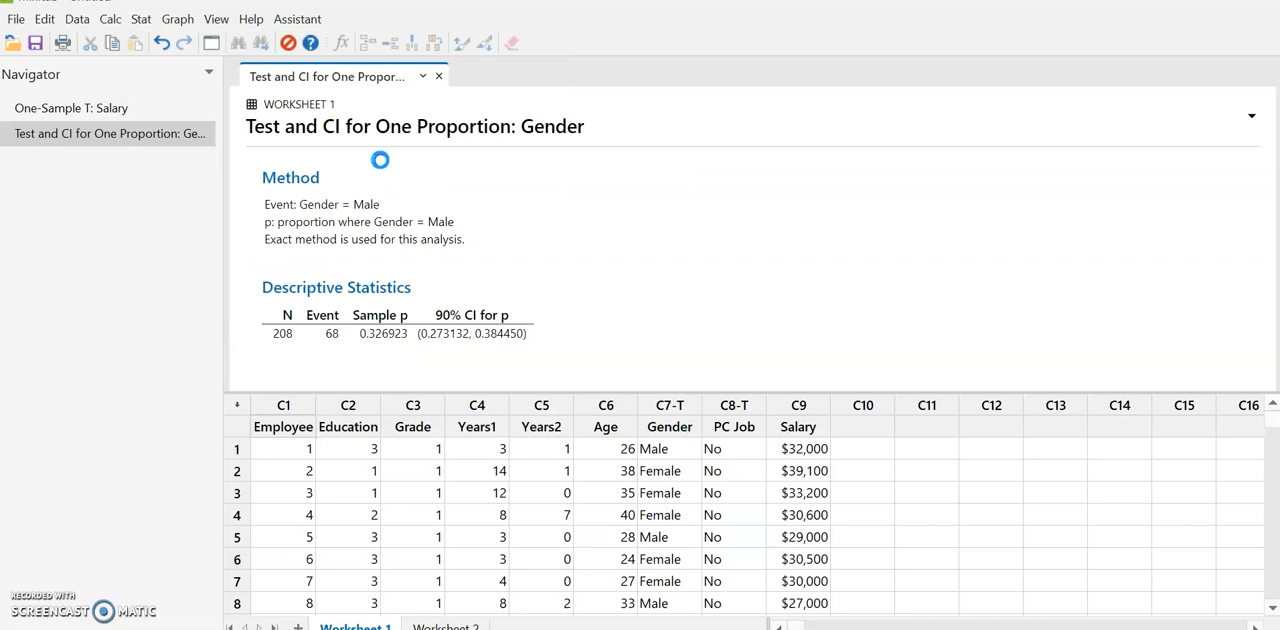 File Edit Data Calc Stat Graph View Help Assistant
Navigator
One-Sample T: Salary
Test and CI for One Proportion: Ge...
Test and CI for One Propor...
WORKSHEET 1
Test and CI for One Proportion: Gender
Method
Event: Gender = Male
p: proportion where Gender = Male
Exact method is used for this analysis.
Descriptive Statistics
N Event Sample p 90% CI for p
208 68 0.326923 (0.273132, 0.384450)
C1 C2 C3 C4 C5 C6 C7-T C8-T C9 C10 C11 C12 C13 C14 C15 C16
Employee Education Grade Years1 Years2 Age Gender PC Job Salary
1 1 3 1 3 1 26 Male No $32,000
2 2 1 1 14 1 38 Female No $39,100
3 3 1 1 12 0 35 Female No $33,200
4 4 2 1 8 7 40 Female No $30,600
5 5 3 1 3 0 28 Male No $29,000
6 6 3 1 3 0 24 Female No $30,500
7 7 3 1 4 0 27 Female No $30,000
8 8 3 1 8 2 33 Male No $27,000
Worksheet 1 Worksheet 2
RECORDED WITH
SCREENCAST MATIC